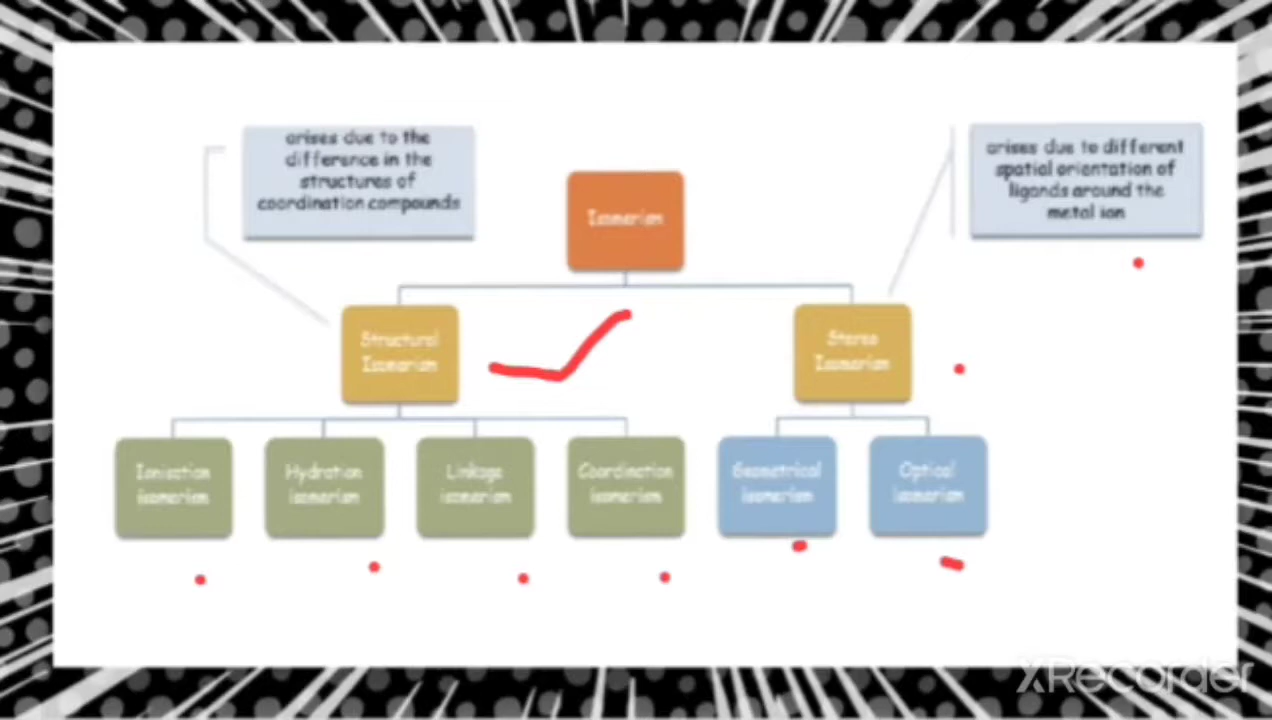 arises due to the
difference in the
structures of
coordination compounds
arises due to different
spatial orientation of
ligands around the
metal ion
Isomerism
Structural
Isomerism
Stereo
Isomerism
Ionisation
isomerism
Hydration
isomerism
Linkage
isomerism
Coordination
isomerism
Geometrical
isomerism
Optical
isomerism
XRecorder